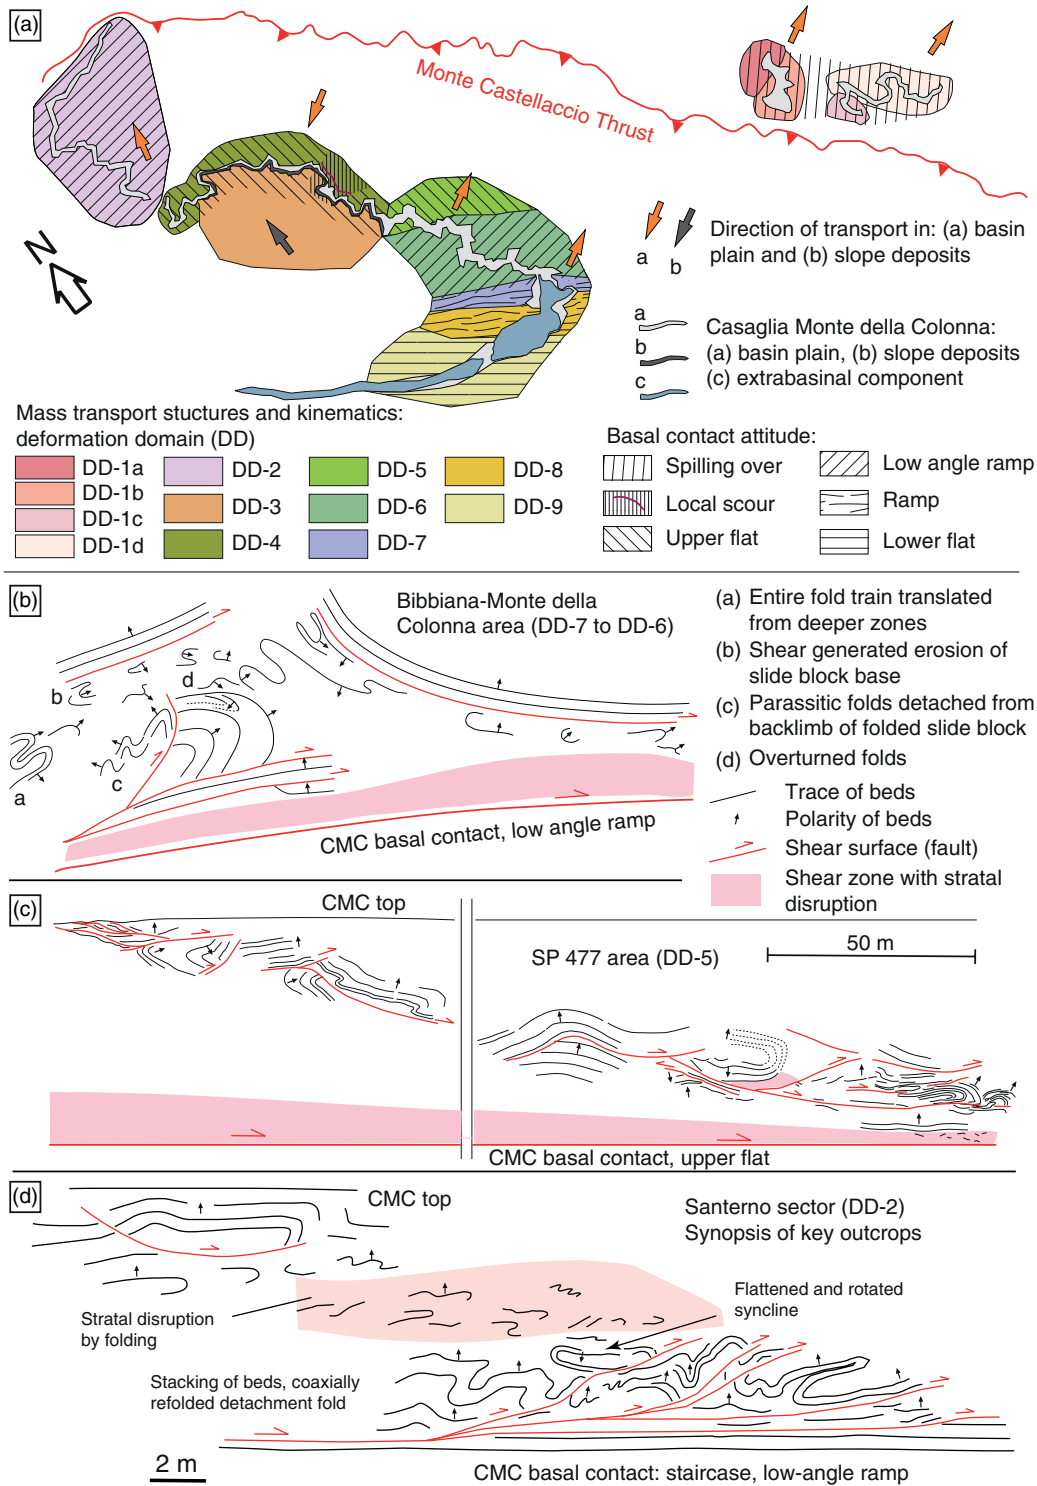 (a)
Monte Castellaccio Thrust
N
a
b
Direction of transport in: (a) basin
plain and (b) slope deposits
a
b
c
Casaglia Monte della Colonna:
(a) basin plain, (b) slope deposits
(c) extrabasinal component
Mass transport stuctures and kinematics:
deformation domain (DD)
DD-1a
DD-1b
DD-1c
DD-1d
DD-2
DD-3
DD-4
DD-5
DD-6
DD-7
DD-8
DD-9
Basal contact attitude:
Spilling over
Local scour
Upper flat
Low angle ramp
Ramp
Lower flat
(b)
Bibbiana-Monte della
Colonna area (DD-7 to DD-6)
b
d
a
c
CMC basal contact, low angle ramp
(a) Entire fold train translated
from deeper zones
(b) Shear generated erosion of
slide block base
(c) Parassitic folds detached from
backlimb of folded slide block
(d) Overturned folds
Trace of beds
Polarity of beds
Shear surface (fault)
Shear zone with stratal
disruption
(c)
CMC top
SP 477 area (DD-5)
50 m
CMC basal contact, upper flat
(d)
CMC top
Santerno sector (DD-2)
Synopsis of key outcrops
Stratal disruption
by folding
Flattened and rotated
syncline
Stacking of beds, coaxially
refolded detachment fold
2 m
CMC basal contact: staircase, low-angle ramp